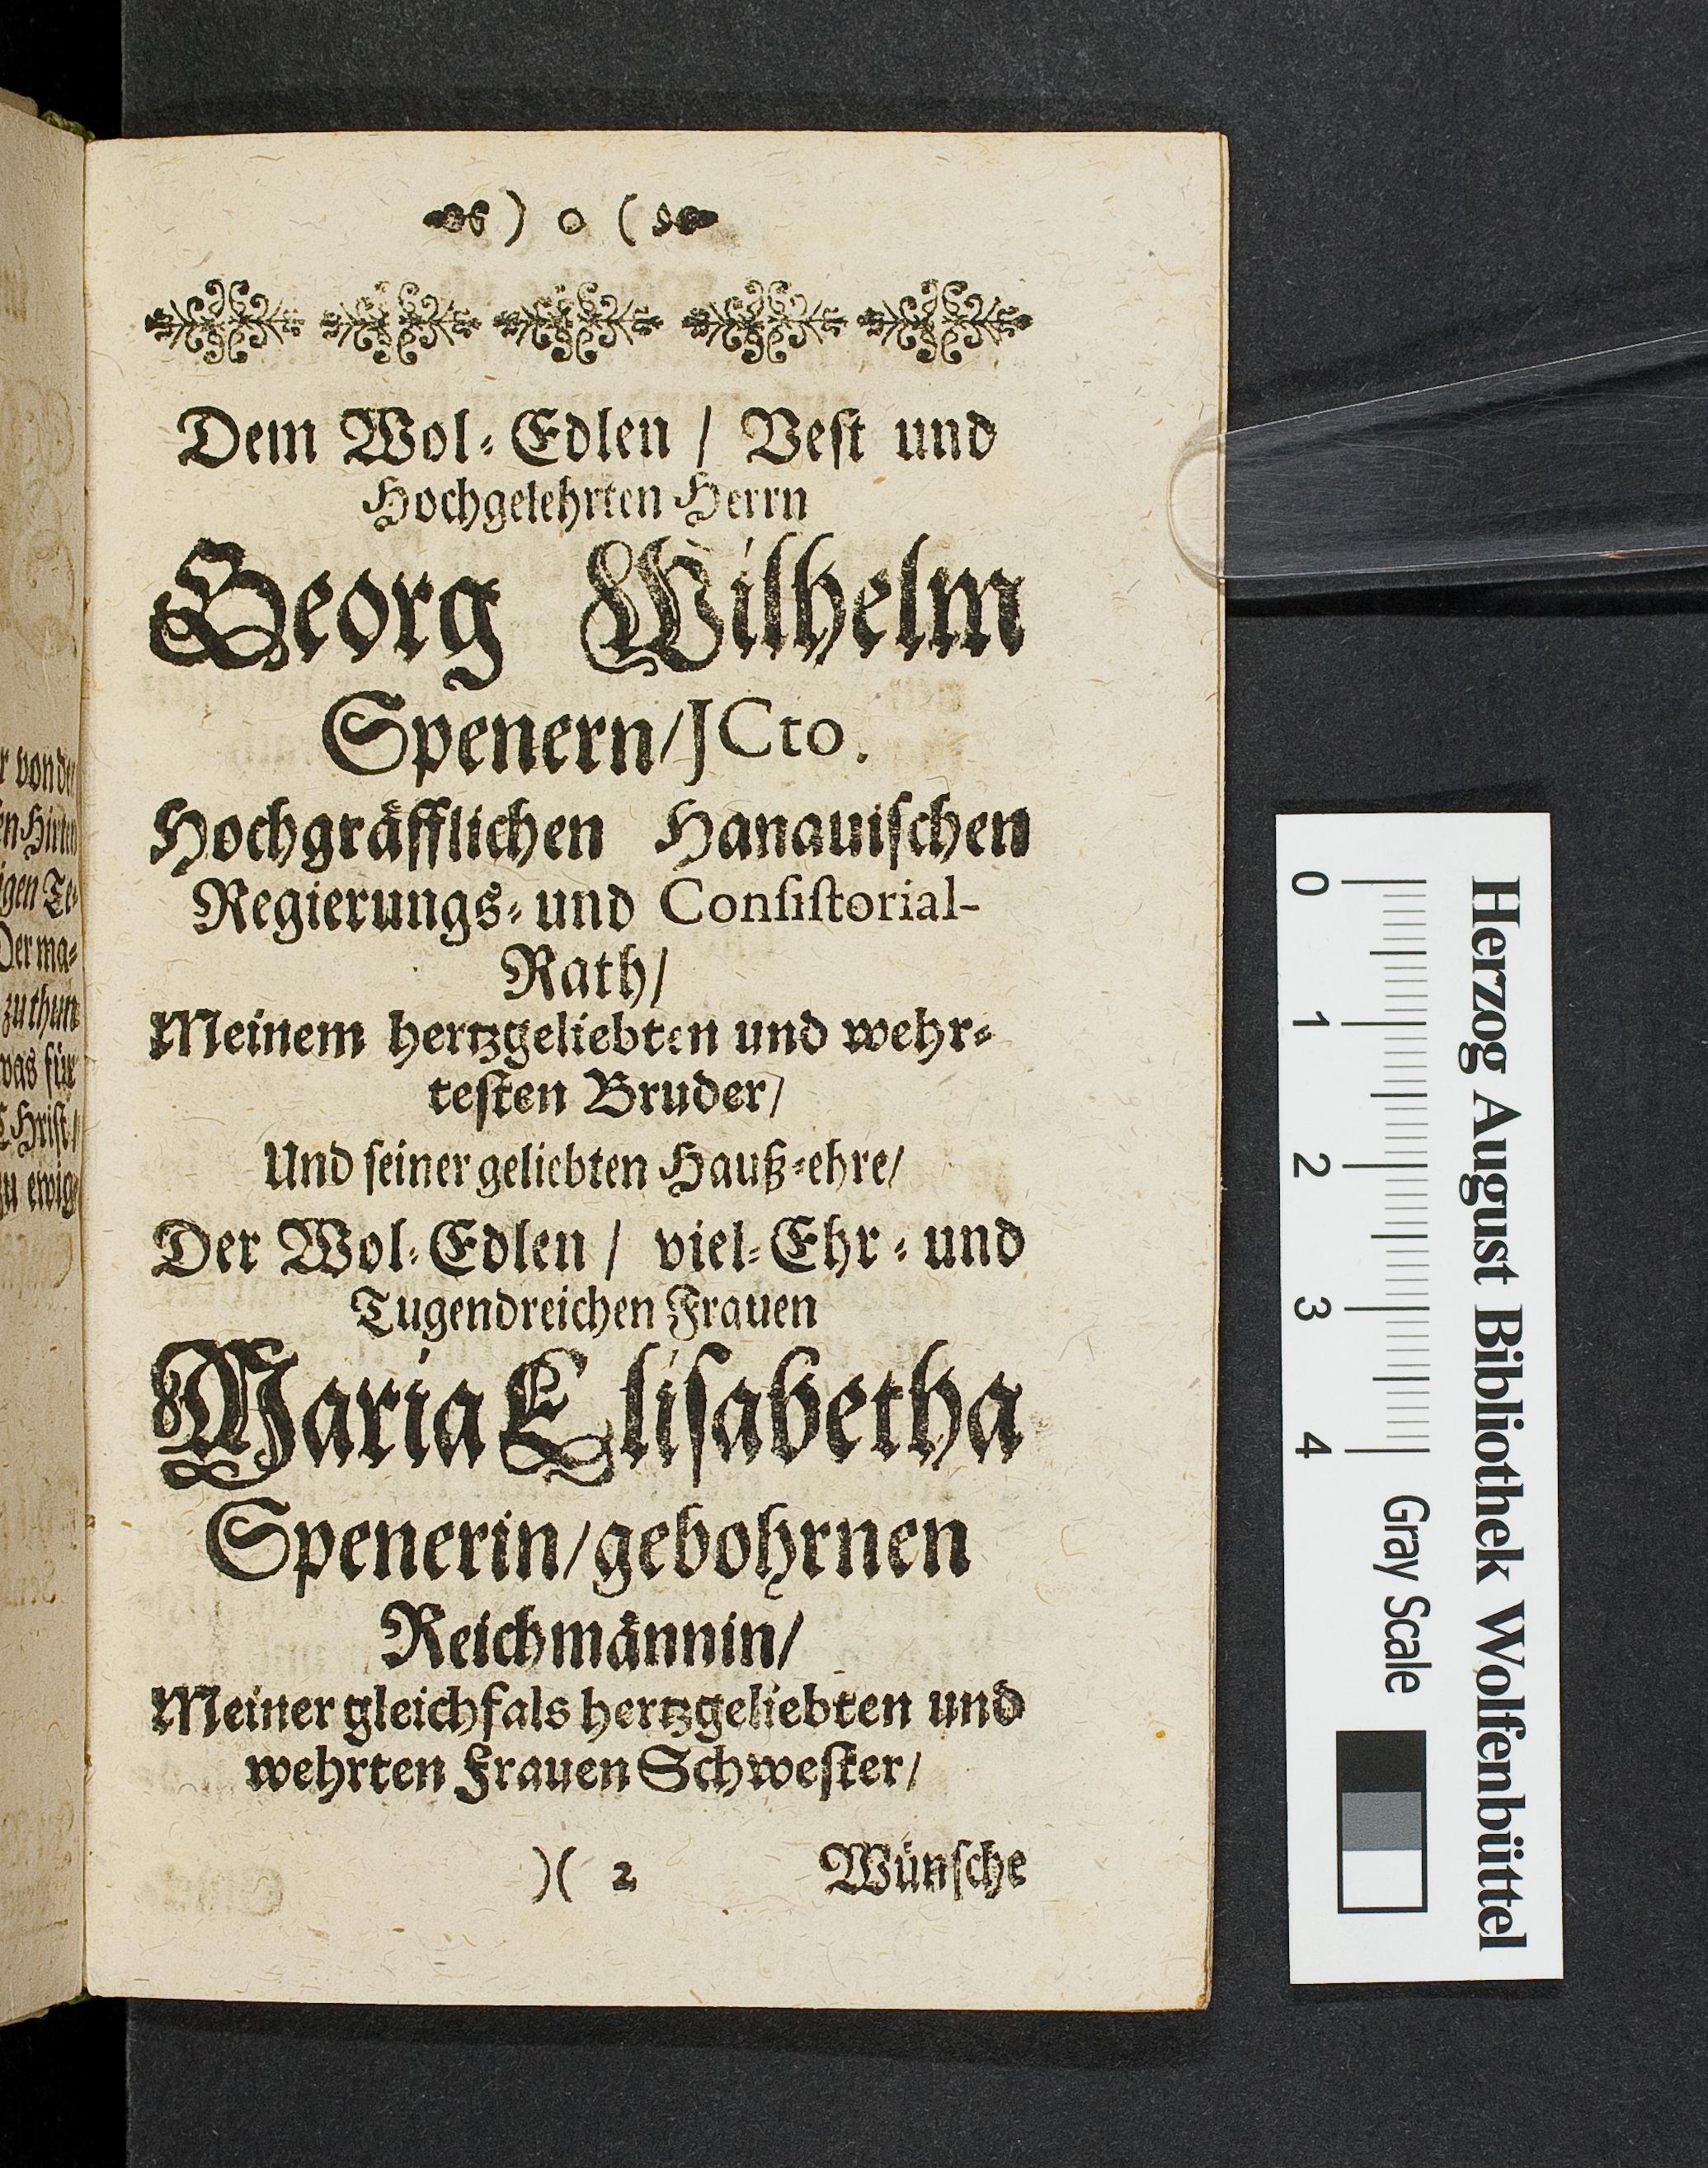 ) o (
Dem Wol-Edlen / Vest und
Hochgelehrten Herrn
Georg Wilhelm
Spenern/JCto.
Hochgräfflichen Hanauischen
Regierungs- und Consistorial-
Rath/
Meinem hertzgeliebten und wehr-
testen Bruder/
Und seiner geliebten Hauß-ehre/
Der Wol-Edlen / viel-Ehr- und
Tugendreichen Frauen
Maria Elisabetha
Spenerin/gebohrnen
Reichmännin/
Meiner gleichfals hertzgeliebten und
wehrten Frauen Schwester/
)( 2 Wünsche
Herzog August Bibliothek Wolfenbüttel
0 1 2 3 4 Gray Scale